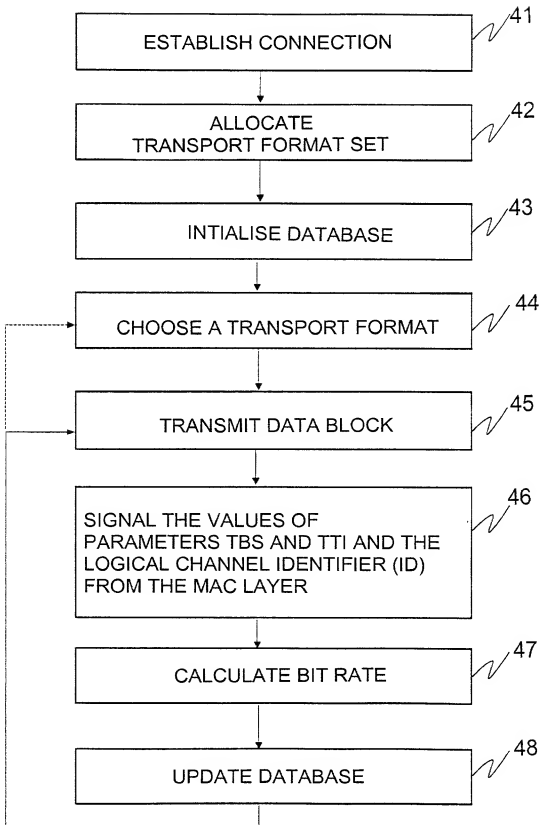 ESTABLISH CONNECTION
41
ALLOCATE
TRANSPORT FORMAT SET
42
INTIALISE DATABASE
43
CHOOSE A TRANSPORT FORMAT
44
TRANSMIT DATA BLOCK
45
SIGNAL THE VALUES OF
PARAMETERS TBS AND TTI AND THE
LOGICAL CHANNEL IDENTIFIER (ID)
FROM THE MAC LAYER
46
CALCULATE BIT RATE
47
UPDATE DATABASE
48